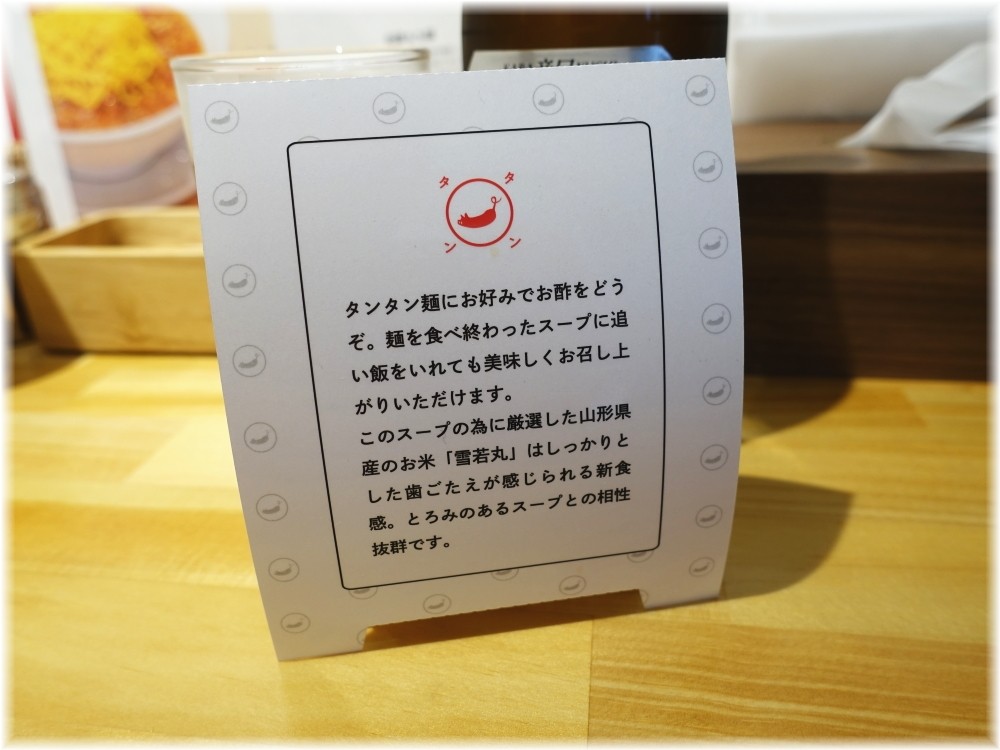 タ タ
ン ン
タンタン麺にお好みでお酢をどう
ぞ。麺を食べ終わったスープに追
い飯をいれても美味しくお召し上
がりいただけます。
このスープの為に厳選した山形県
産のお米「雪若丸」はしっかりと
した歯ごたえが感じられる新食
感。とろみのあるスープとの相性
抜群です。